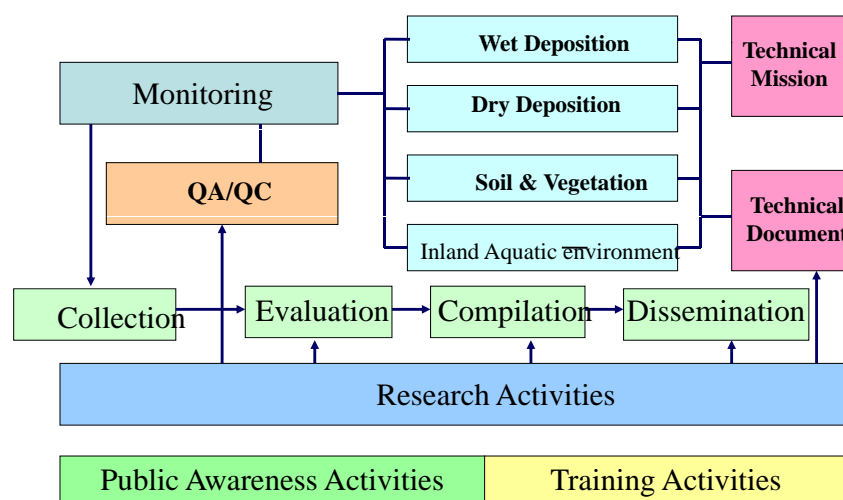 Wet Deposition
Technical
Mission
Monitoring
Dry Deposition
QA/QC
Soil & Vegetation
Technical
Document
Inland Aquatic environment
Collection
Evaluation
Compilation
Dissemination
Research Activities
Public Awareness Activities
Training Activities